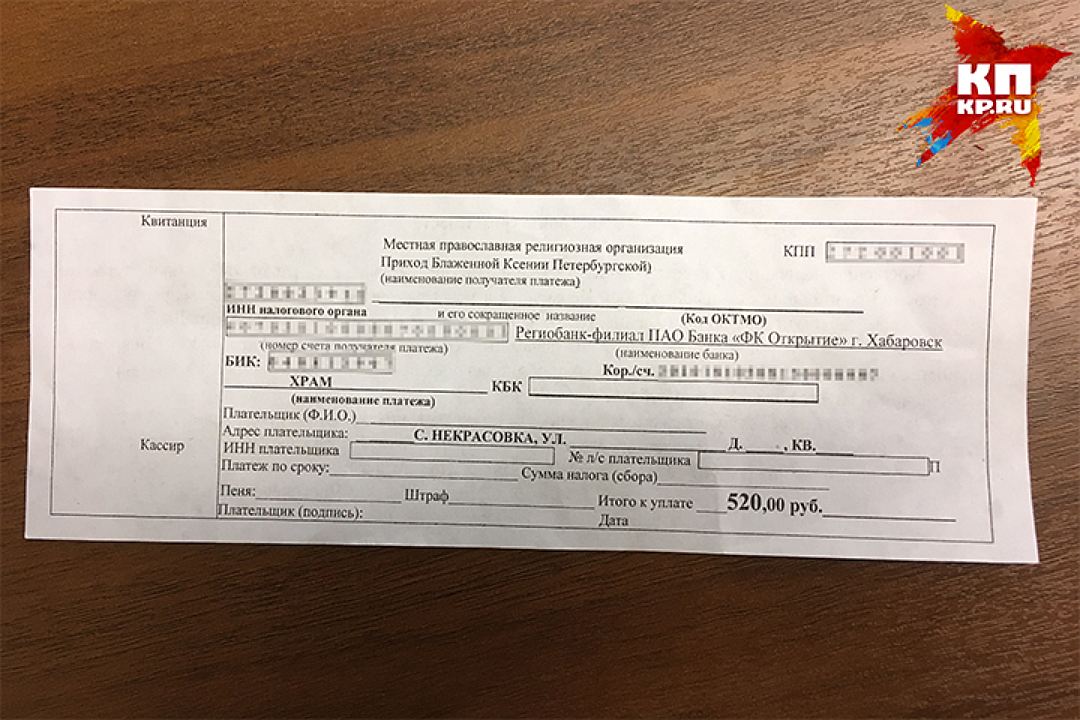 КП
KP.RU
Квитанция
Местная православная религиозная организация
КПП
Приход Блаженной Ксении Петербургской)
(наименование получателя платежа)
ИНН налогового органа и его сокращенное название (Код ОКТМО)
Региобанк-филиал ПАО Банка «ФК Открытие» г. Хабаровск
(номер счета получателя платежа) (наименование банка)
БИК: Кор./сч.
ХРАМ КБК
(наименование платежа)
Плательщик (Ф.И.О.)
Адрес плательщика: С. НЕКРАСОВКА, УЛ. Д. , КВ.
Кассир
ИНН плательщика № л/с плательщика П
Платеж по сроку: Сумма налога (сбора)
Пеня: Штраф Итого к уплате 520,00 руб.
Плательщик (подпись): Дата